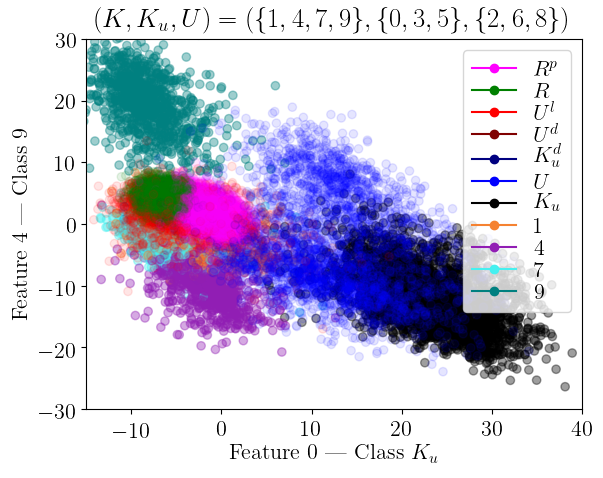 (K, K_u, U) = ({1, 4, 7, 9}, {0, 3, 5}, {2, 6, 8})
30
20
10
0
−10
−20
−30
Feature 4 — Class 9
R^p
R
U^l
U^d
K_u^d
U
K_u
1
4
7
9
−10
0
10
20
30
40
Feature 0 — Class K_u